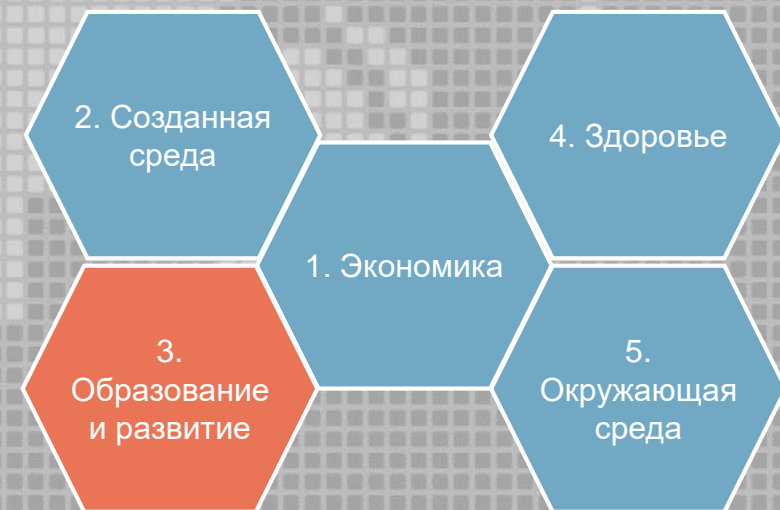 2. Созданная
среда
4. Здоровье
1. Экономика
3.
Образование
и развитие
5.
Окружающая
среда